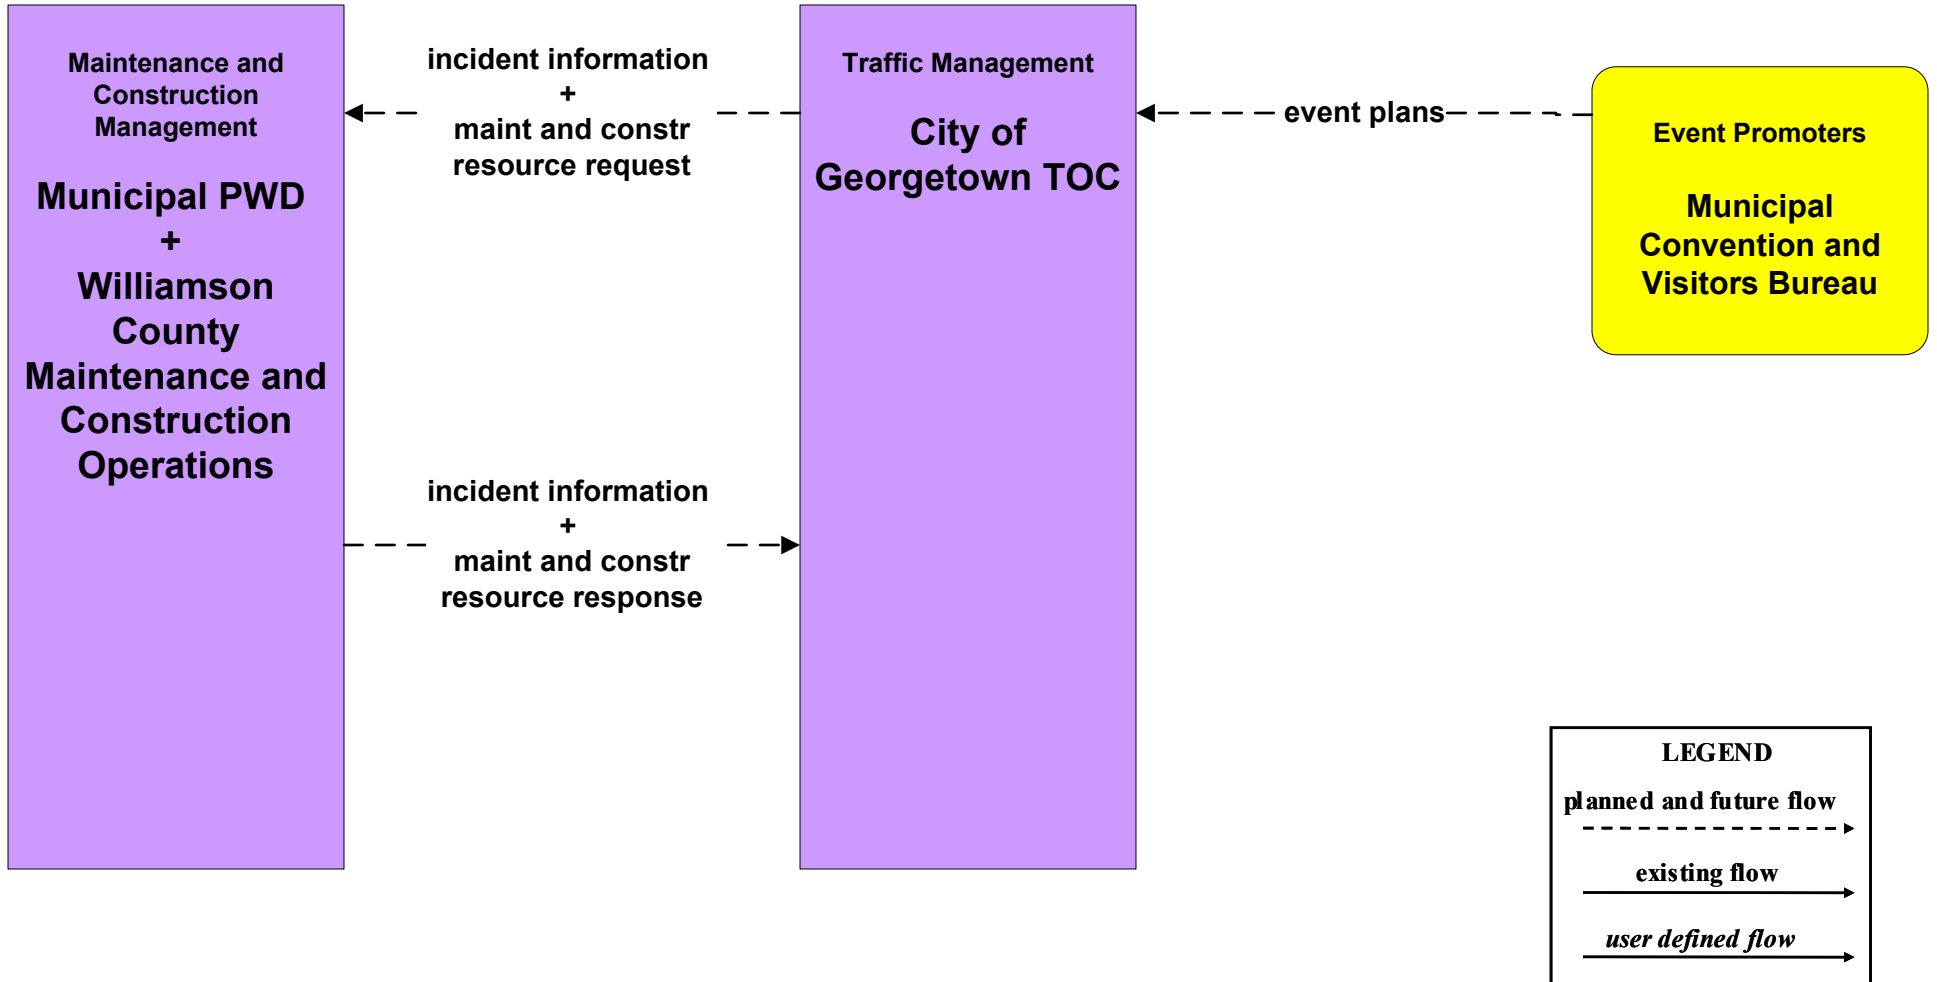 Maintenance and
Construction
Management
Municipal PWD
+
Williamson
County
Maintenance and
Construction
Operations
incident information
+
maint and constr
resource request
incident information
+
maint and constr
resource response
Traffic Management
City of
Georgetown TOC
event plans
Event Promoters
Municipal
Convention and
Visitors Bureau
LEGEND
planned and future flow
existing flow
user defined flow